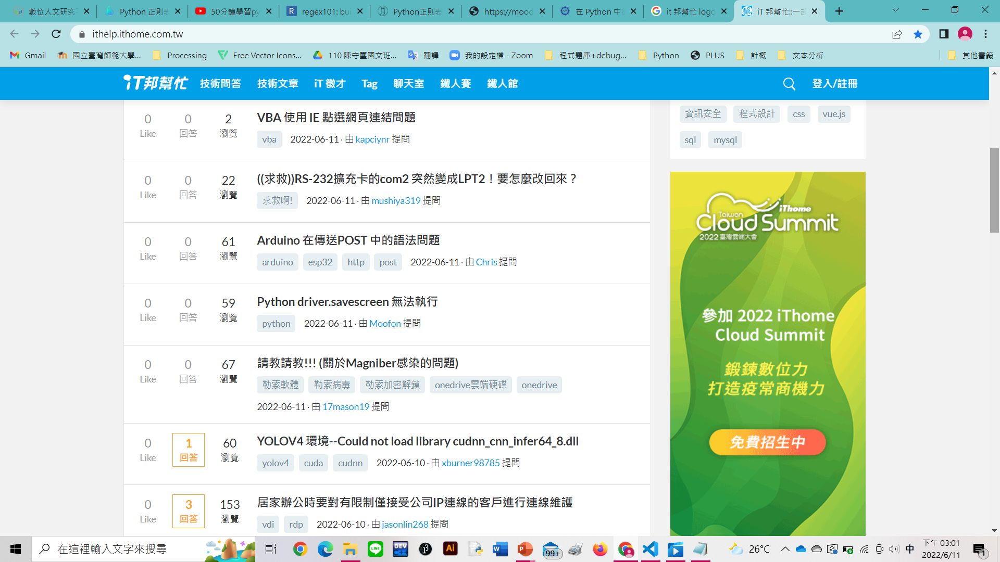 數位人文研究
Python 正則表
50分鐘學習py
regex101: bui
Python正則表
https://mood
在 Python 中
it 邦幫忙 logo
iT 邦幫忙::一起
ithelp.ithome.com.tw
Gmail
國立臺灣師範大學...
Processing
Free Vector Icons...
110 陳守璽國文班...
翻譯
我的設定檔 - Zoom
程式題庫+debug...
Python
PLUS
計概
文本分析
其他書籤
iT邦幫忙
技術問答
技術文章
iT 徵才
Tag
聊天室
鐵人賽
鐵人館
登入/註冊
0 0 2
Like 回答 瀏覽
VBA 使用 IE 點選網頁連結問題
vba 2022-06-11 · 由 kapciynr 提問
0 0 22
Like 回答 瀏覽
((求救))RS-232擴充卡的com2 突然變成LPT2！要怎麼改回來？
求救啊! 2022-06-11 · 由 mushiya319 提問
0 0 61
Like 回答 瀏覽
Arduino 在傳送POST 中的語法問題
arduino esp32 http post 2022-06-11 · 由 Chris 提問
0 0 59
Like 回答 瀏覽
Python driver.savescreen 無法執行
python 2022-06-11 · 由 Moofon 提問
0 0 67
Like 回答 瀏覽
請教請教!!! (關於Magniber感染的問題)
勒索軟體 勒索病毒 勒索加密解鎖 onedrive雲端硬碟 onedrive
2022-06-11 · 由 17mason19 提問
0 1 60
Like 回答 瀏覽
YOLOV4 環境--Could not load library cudnn_cnn_infer64_8.dll
yolov4 cuda cudnn 2022-06-10 · 由 xburner98785 提問
0 3 153
Like 回答 瀏覽
居家辦公時要對有限制僅接受公司IP連線的客戶進行連線維護
vdi rdp 2022-06-10 · 由 jasonlin268 提問
資訊安全 程式設計 css vue.js
sql mysql
iThome
Taiwan
Cloud Summit
2022 臺灣雲端大會
參加 2022 iThome
Cloud Summit
鍛鍊數位力
打造疫常商機力
免費招生中
在這裡輸入文字來搜尋
LINE
DEV
C++
Ai
W
P
99+
26°C
中
下午 03:01
2022/6/11
1